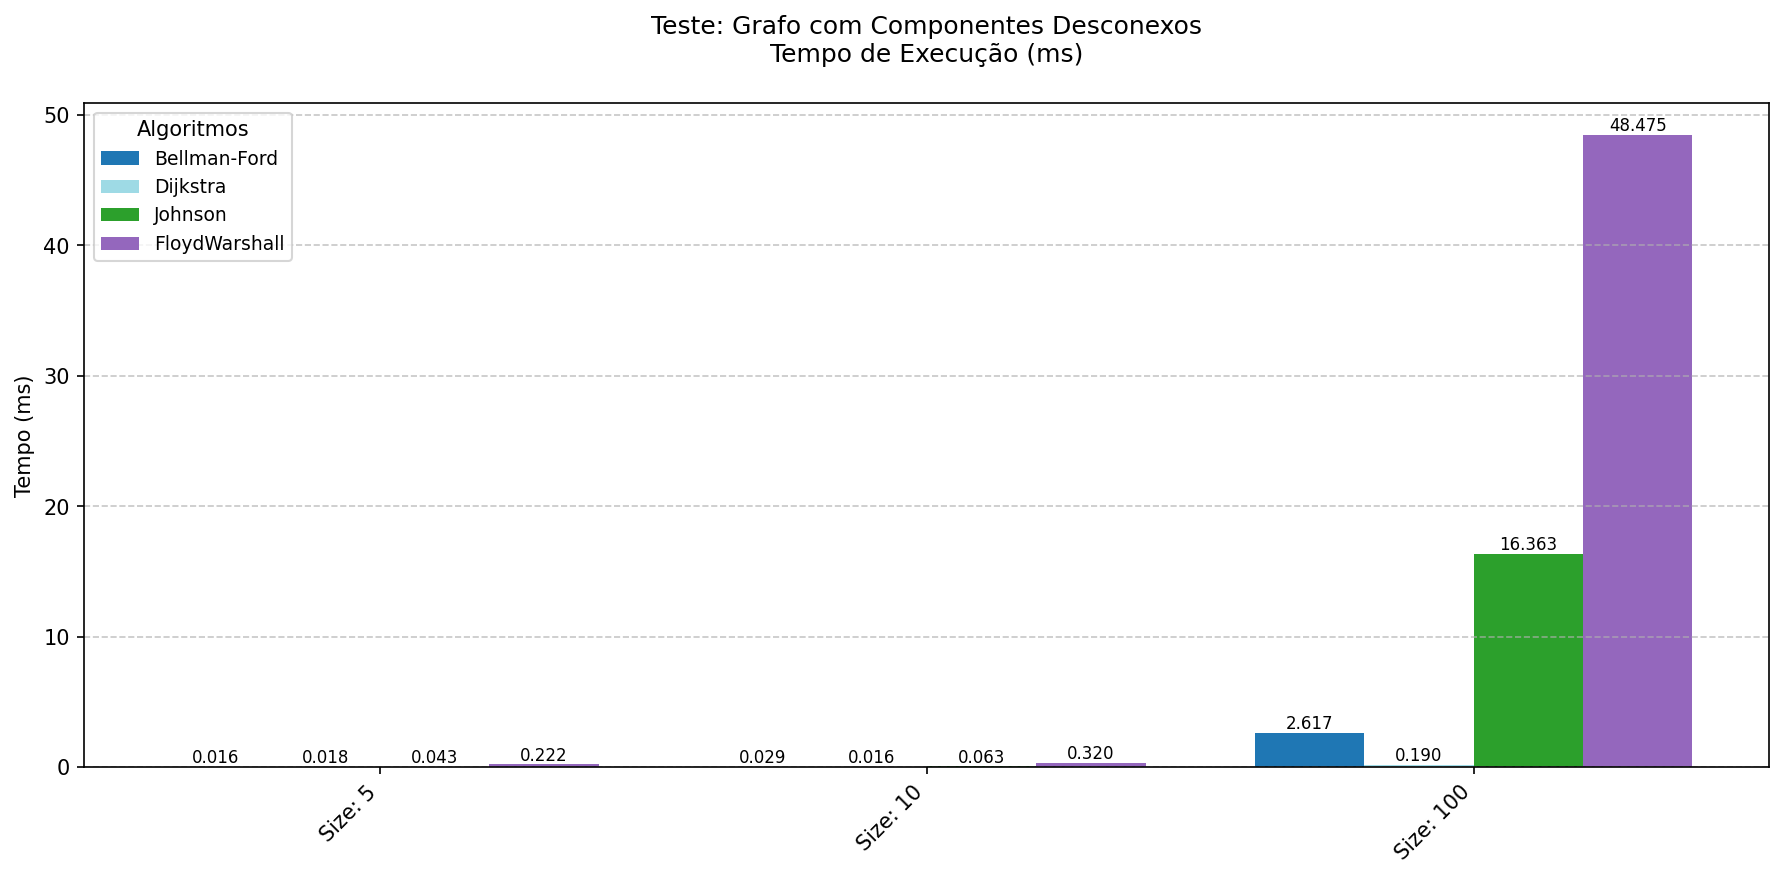 Teste: Grafo com Componentes Desconexos
Tempo de Execução (ms)
Algoritmos
Bellman-Ford
Dijkstra
Johnson
FloydWarshall
Tempo (ms)
50
40
30
20
10
0
0.016
0.018
0.043
0.222
0.029
0.016
0.063
0.320
2.617
0.190
16.363
48.475
Size: 5
Size: 10
Size: 100